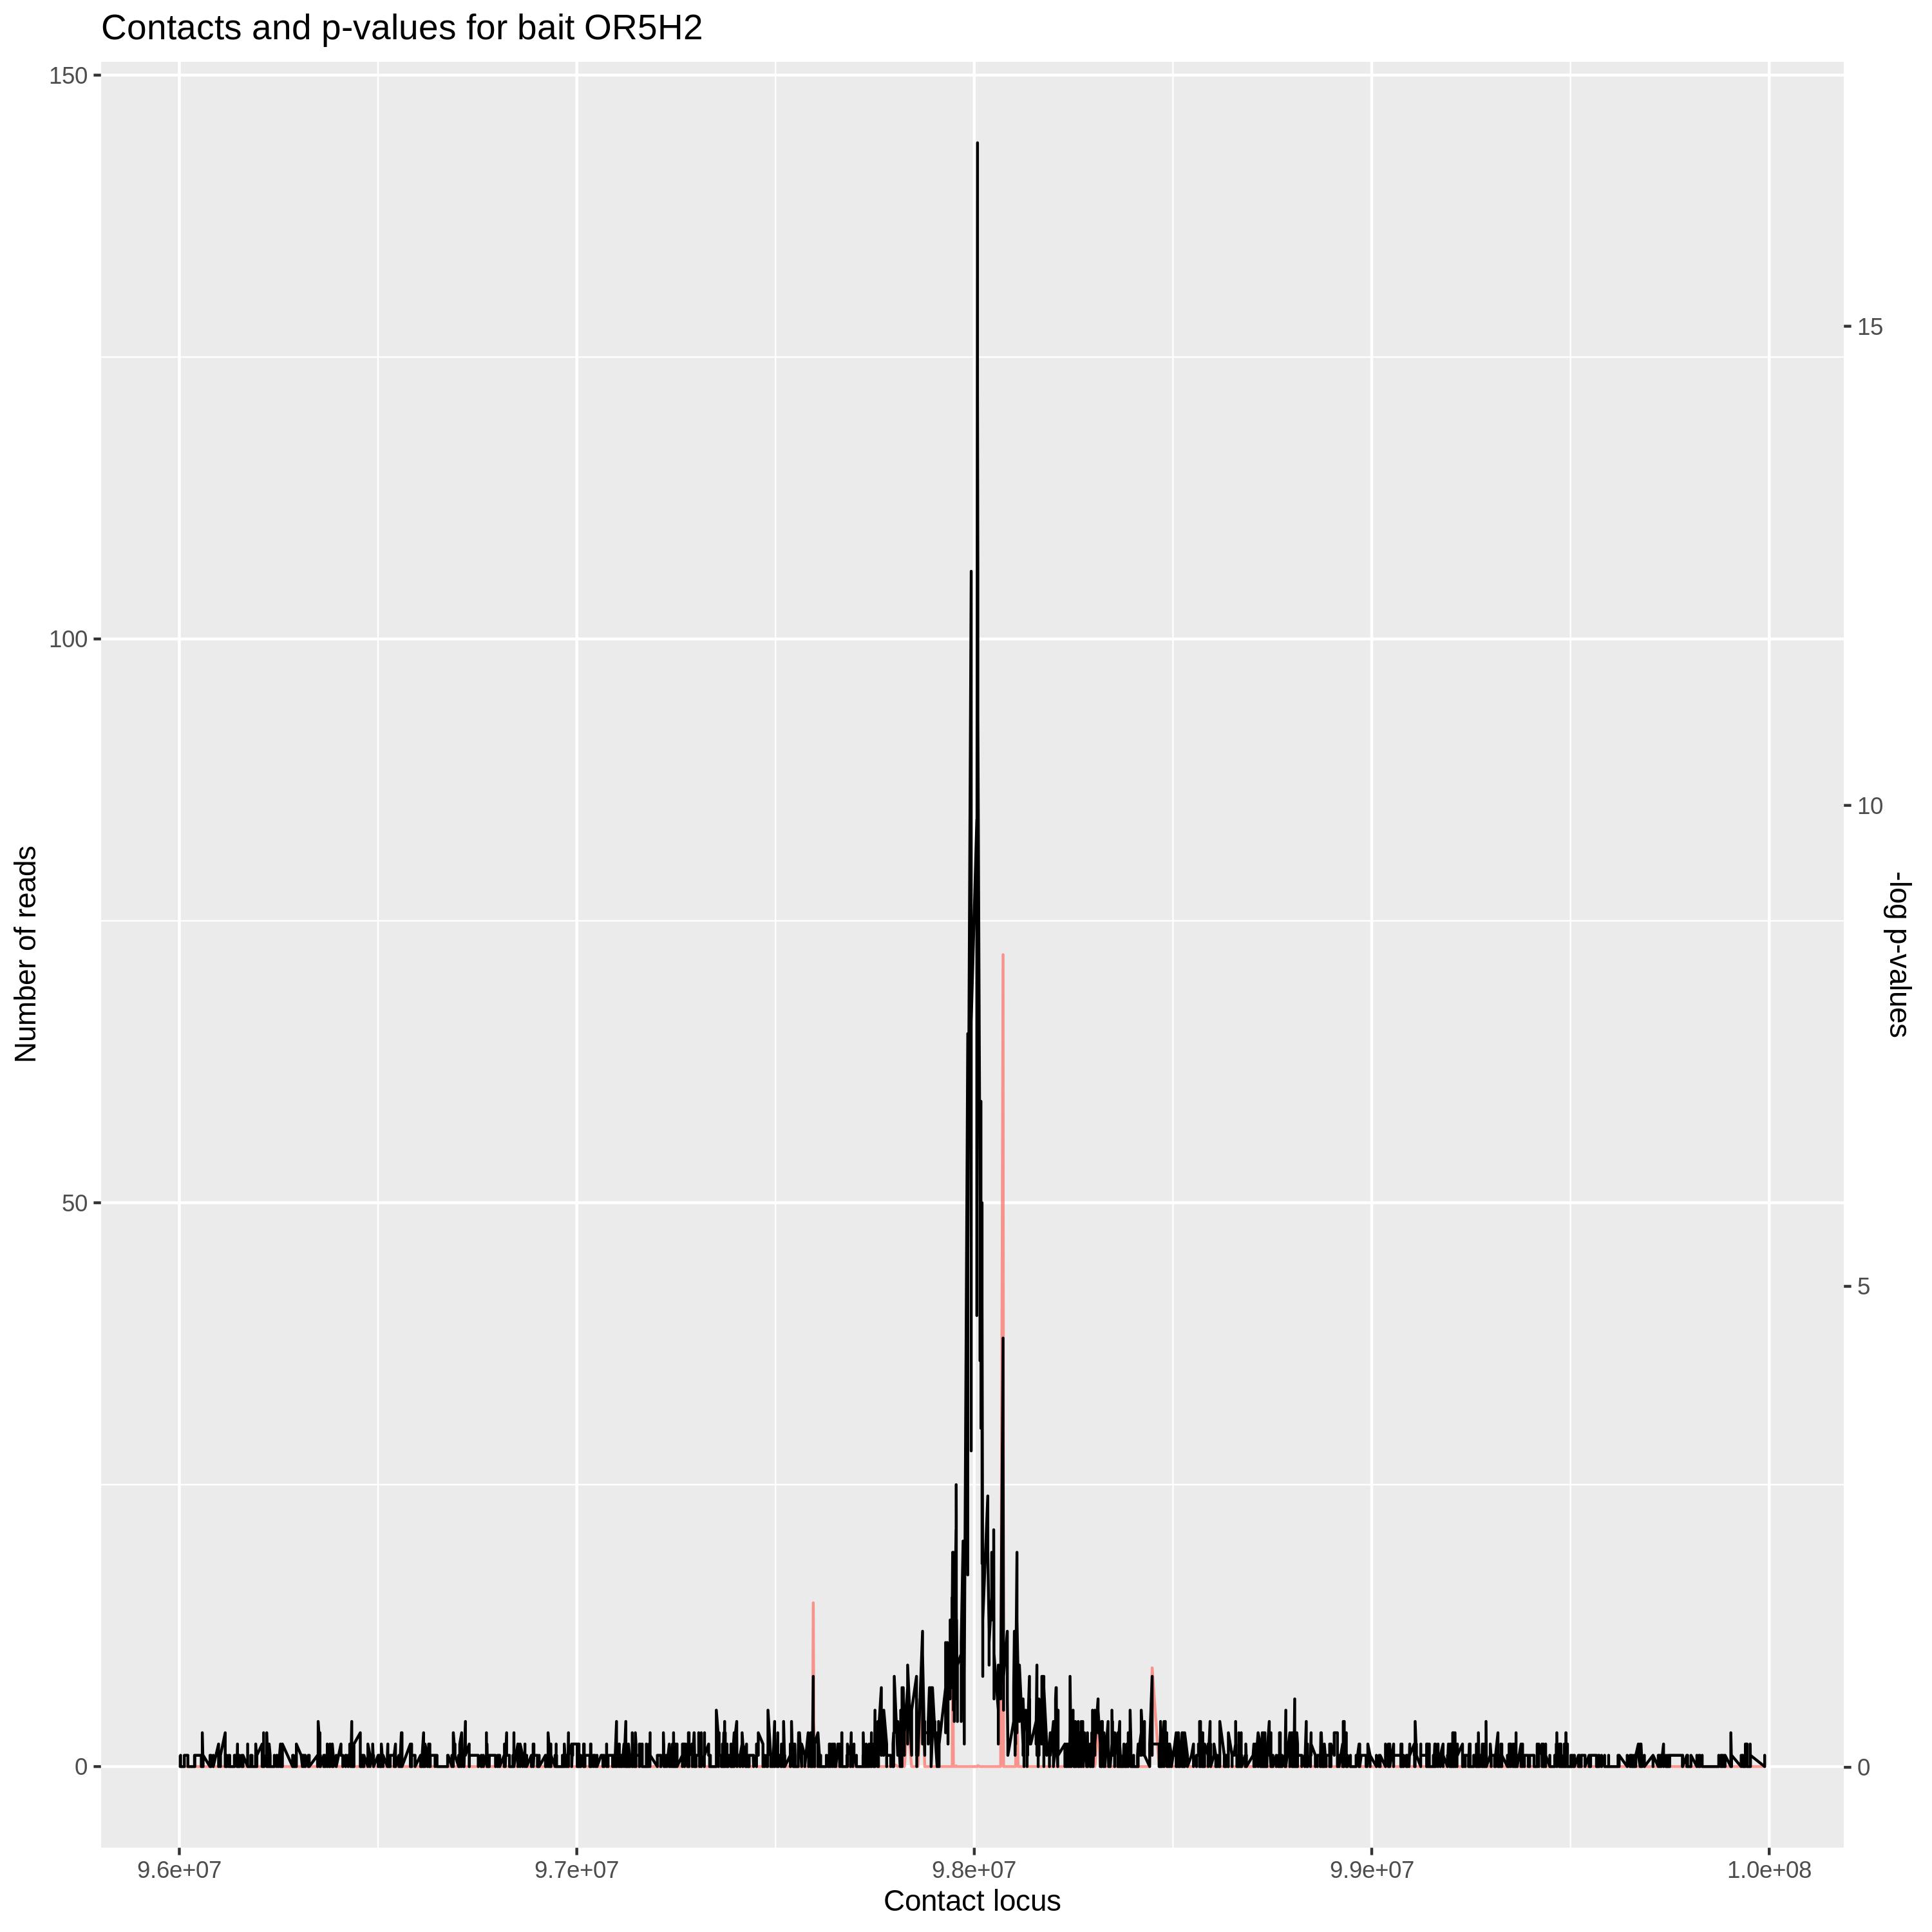 Contacts and p-values for bait OR5H2
150
100
50
0
Number of reads
15
10
5
0
-log p-values
9.6e+07
9.7e+07
9.8e+07
9.9e+07
1.0e+08
Contact locus